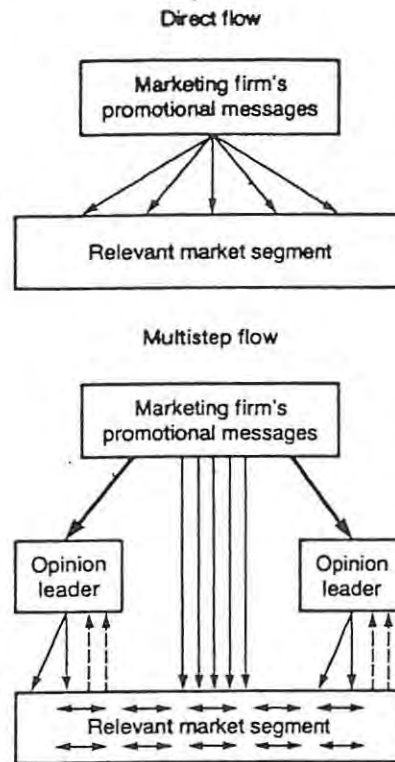 Direct flow
Marketing firm's
promotional messages
Relevant market segment
Multistep flow
Marketing firm's
promotional messages
Opinion
leader
Opinion
leader
Relevant market segment